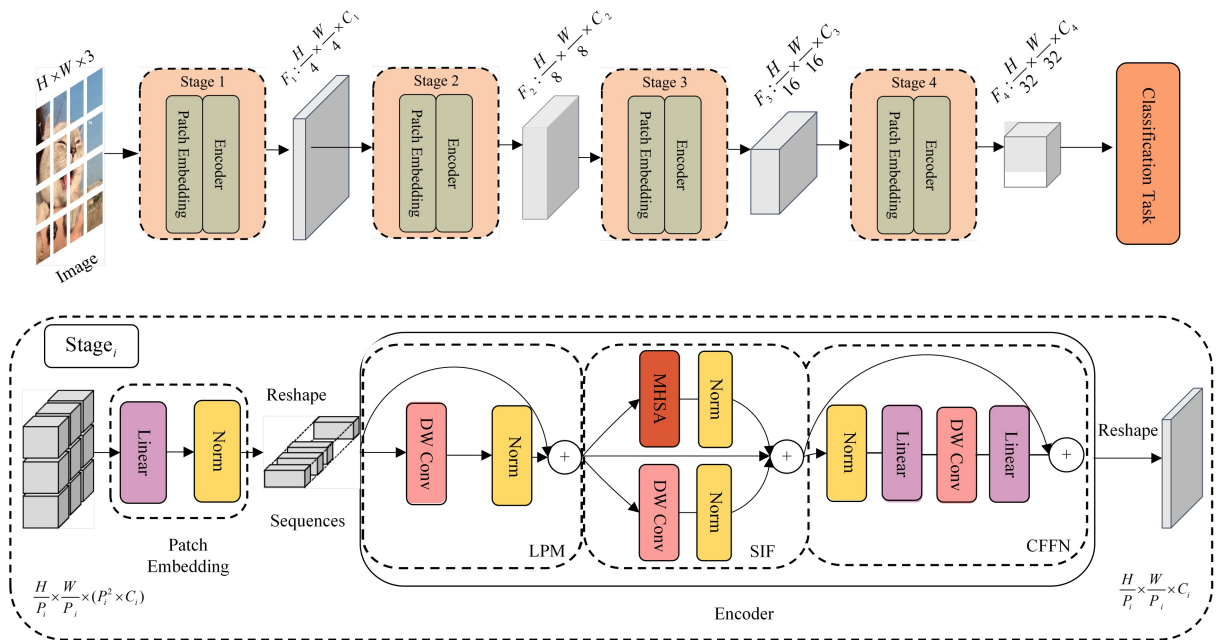 H×W×3
Image
Stage 1
Patch Embedding
Encoder
F₁: H/4 × W/4 × C₁
Stage 2
Patch Embedding
Encoder
F₂: H/8 × W/8 × C₂
Stage 3
Patch Embedding
Encoder
F₃: H/16 × W/16 × C₃
Stage 4
Patch Embedding
Encoder
F₄: H/32 × W/32 × C₄
Classification Task
Stageᵢ
Linear
Norm
Patch
Embedding
H/Pᵢ × W/Pᵢ × (Pᵢ² × Cᵢ)
Reshape
Sequences
DW Conv
Norm
+
LPM
MHSA
Norm
DW Conv
Norm
+
SIF
Norm
Linear
DW Conv
Linear
+
CFFN
Encoder
Reshape
H/Pᵢ × W/Pᵢ × Cᵢ